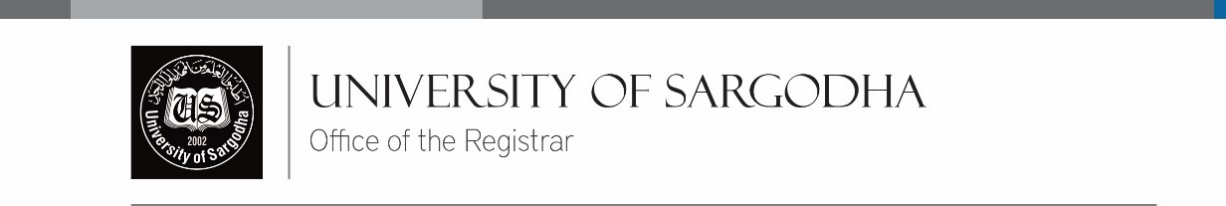 US
2002
University of Sargodha
UNIVERSITY OF SARGODHA
Office of the Registrar